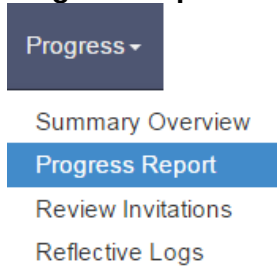 Progress
Summary Overview
Progress Report
Review Invitations
Reflective Logs